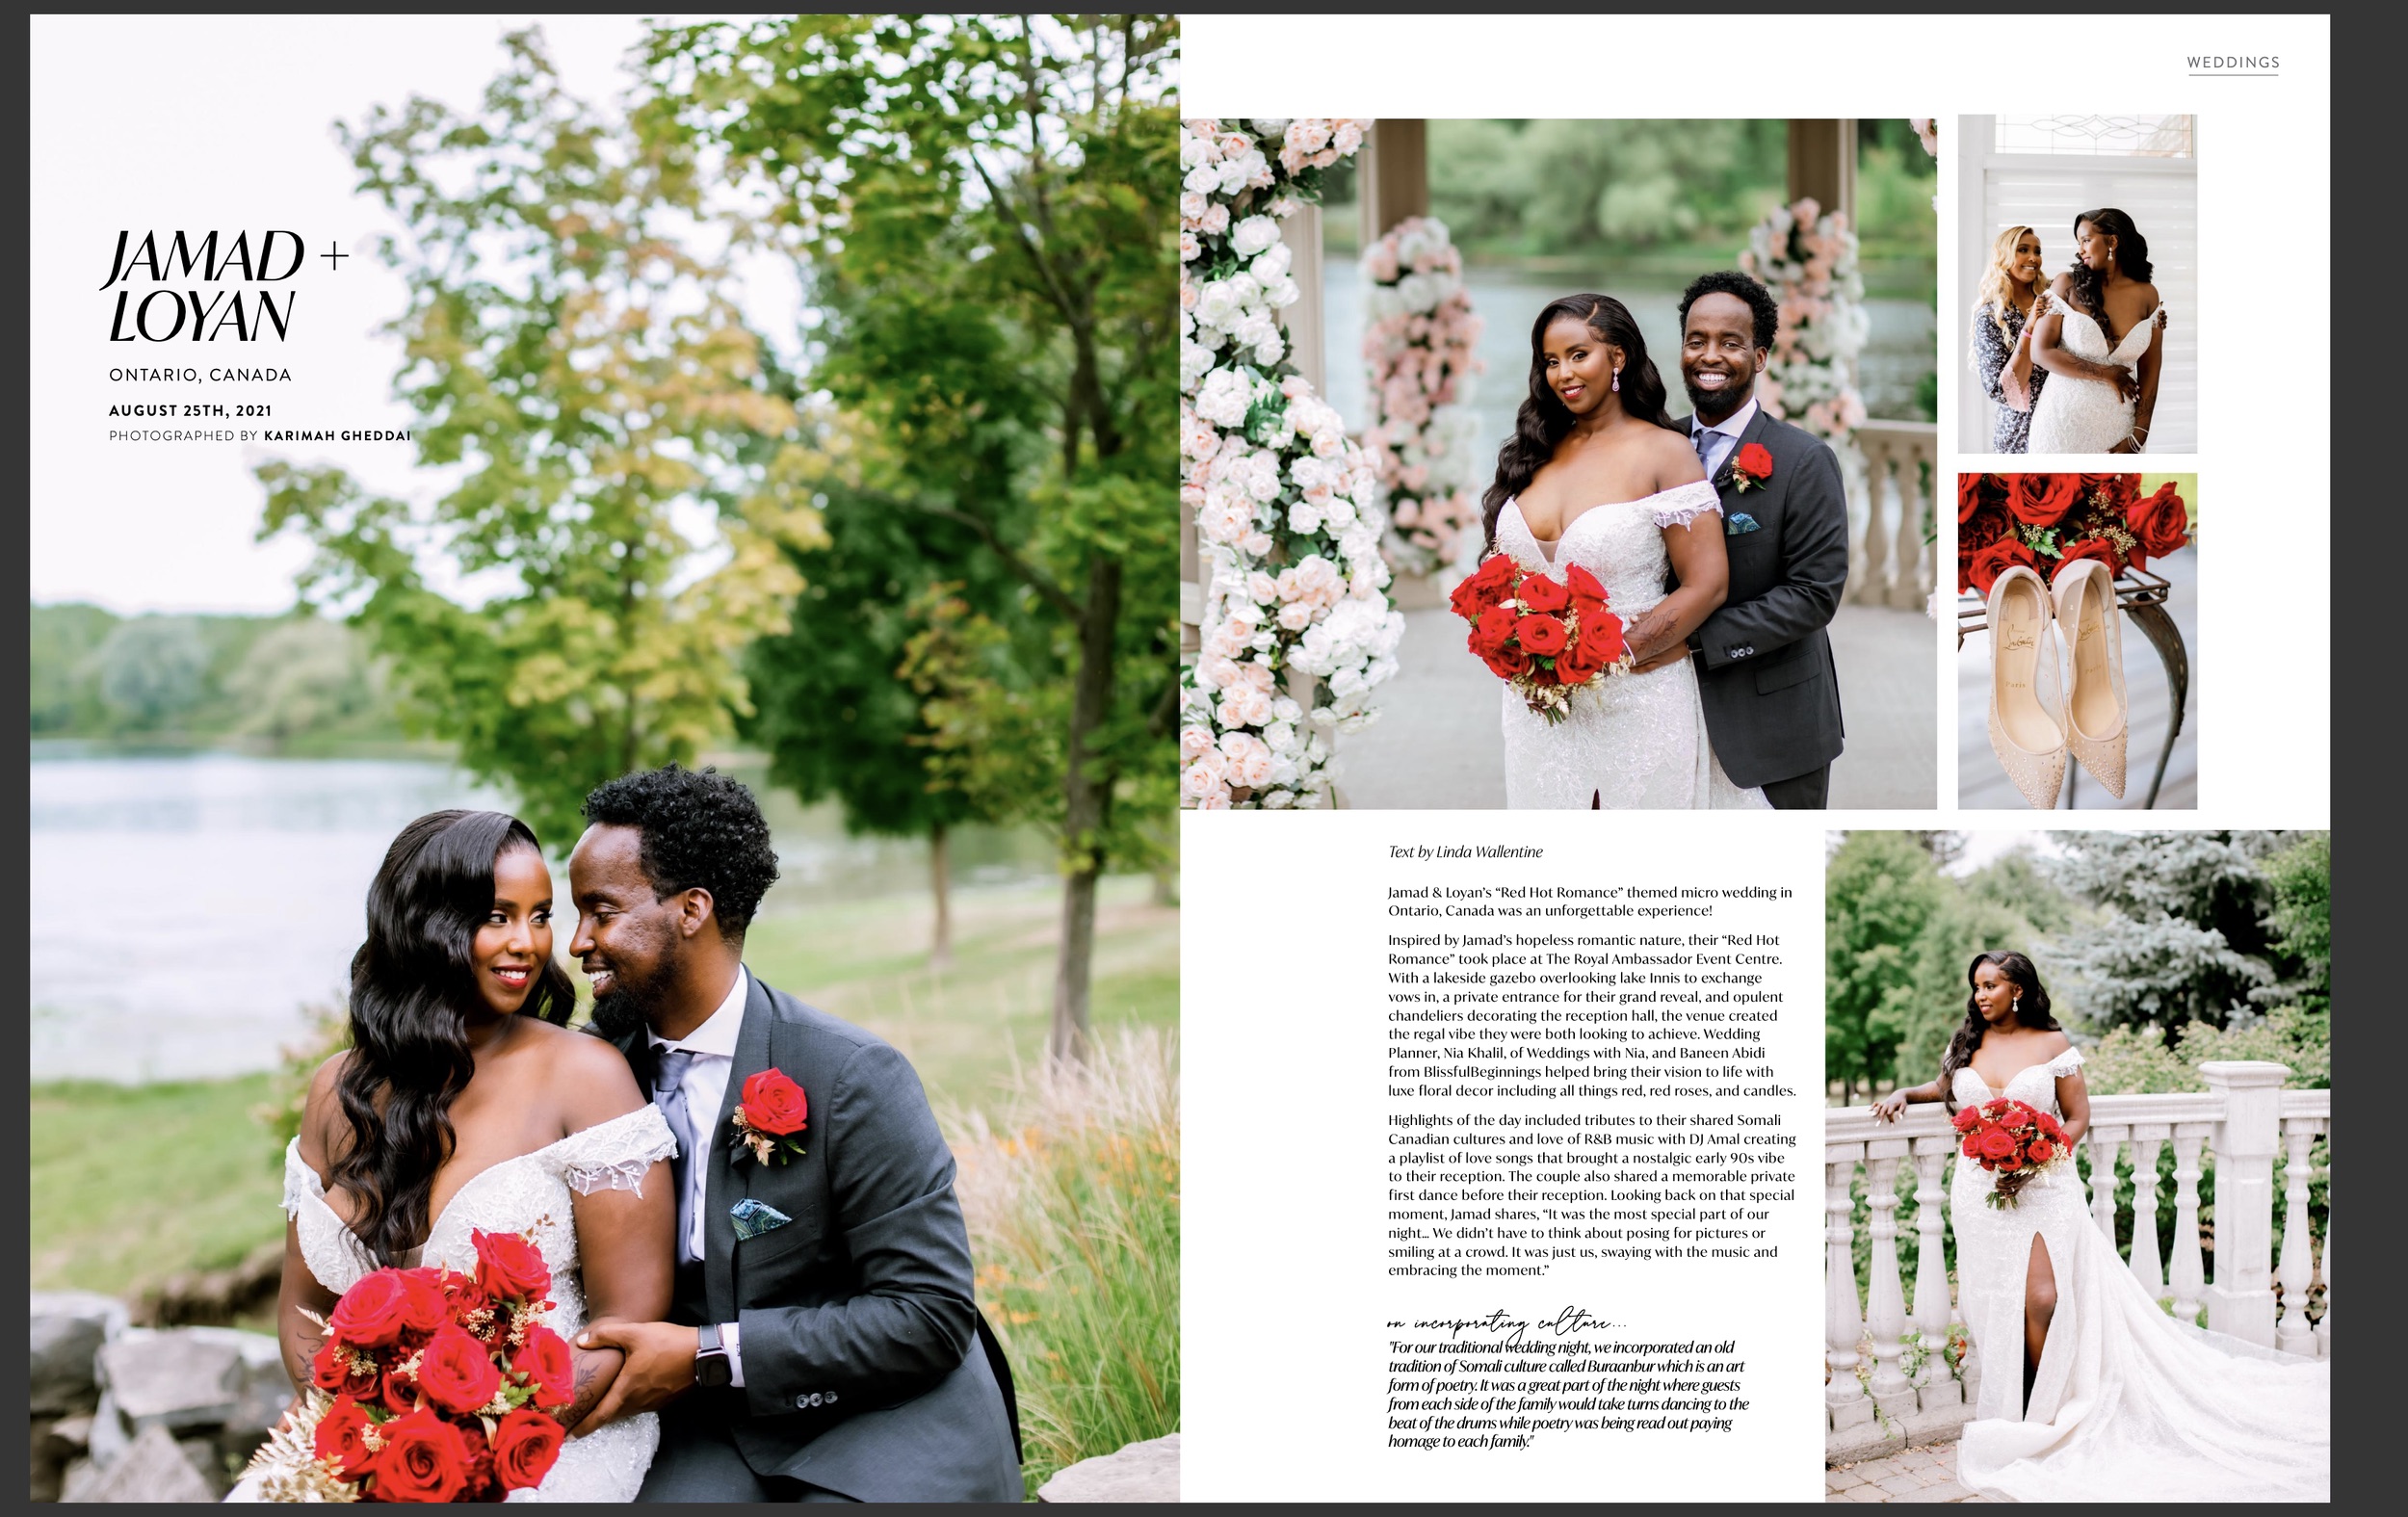 JAMAD +
LOYAN
ONTARIO, CANADA
AUGUST 25TH, 2021
PHOTOGRAPHED BY KARIMAH GHEDDAI
WEDDINGS
Paris
Text by Linda Wallentine
Jamad & Loyan’s “Red Hot Romance” themed micro wedding in
Ontario, Canada was an unforgettable experience!
Inspired by Jamad’s hopeless romantic nature, their “Red Hot
Romance” took place at The Royal Ambassador Event Centre.
With a lakeside gazebo overlooking lake Innis to exchange
vows in, a private entrance for their grand reveal, and opulent
chandeliers decorating the reception hall, the venue created
the regal vibe they were both looking to achieve. Wedding
Planner, Nia Khalil, of Weddings with Nia, and Baneen Abidi
from BlissfulBeginnings helped bring their vision to life with
luxe floral decor including all things red, red roses, and candles.
Highlights of the day included tributes to their shared Somali
Canadian cultures and love of R&B music with DJ Amal creating
a playlist of love songs that brought a nostalgic early 90s vibe
to their reception. The couple also shared a memorable private
first dance before their reception. Looking back on that special
moment, Jamad shares, “It was the most special part of our
night... We didn’t have to think about posing for pictures or
smiling at a crowd. It was just us, swaying with the music and
embracing the moment.”
on incorporating culture...
"For our traditional wedding night, we incorporated an old
tradition of Somali culture called Buraanbur which is an art
form of poetry. It was a great part of the night where guests
from each side of the family would take turns dancing to the
beat of the drums while poetry was being read out paying
homage to each family."